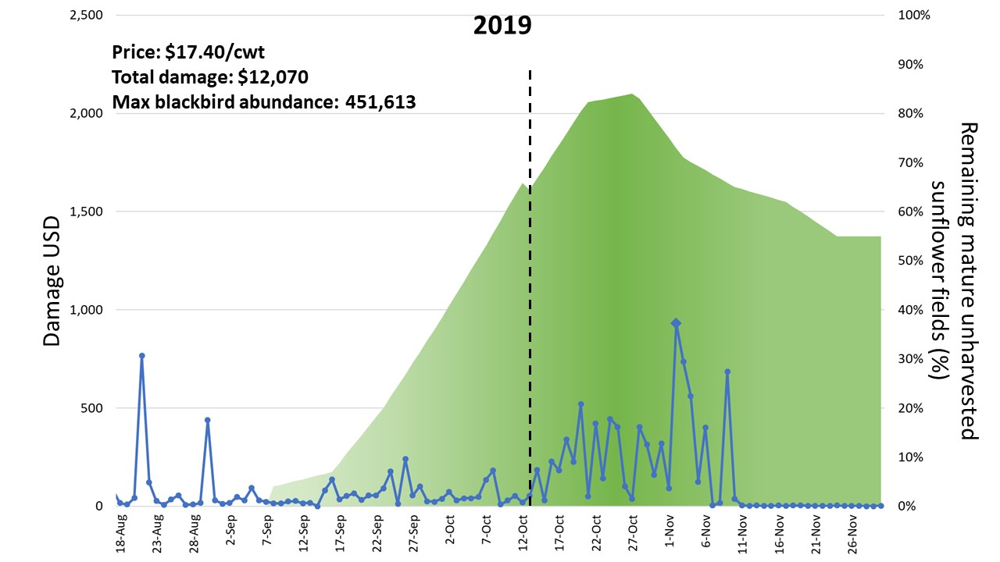 2019
Price: $17.40/cwt
Total damage: $12,070
Max blackbird abundance: 451,613
Damage USD
2,500
2,000
1,500
1,000
500
0
100%
90%
80%
70%
60%
50%
40%
30%
20%
10%
0%
Remaining mature unharvested
sunflower fields (%)
18-Aug
23-Aug
28-Aug
2-Sep
7-Sep
12-Sep
17-Sep
22-Sep
27-Sep
2-Oct
7-Oct
12-Oct
17-Oct
22-Oct
27-Oct
1-Nov
6-Nov
11-Nov
16-Nov
21-Nov
26-Nov